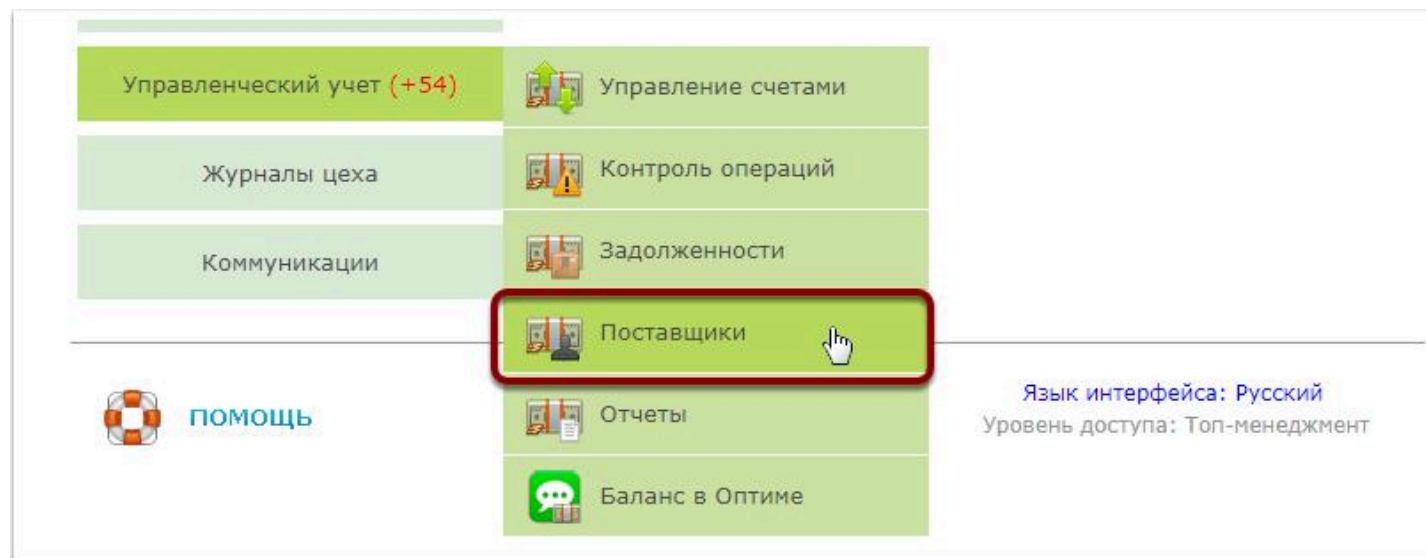 Управленческий учет (+54)
Журналы цеха
Коммуникации
Управление счетами
Контроль операций
Задолженности
Поставщики
Отчеты
Баланс в Оптиме
ПОМОЩЬ
Язык интерфейса: Русский
Уровень доступа: Топ-менеджмент